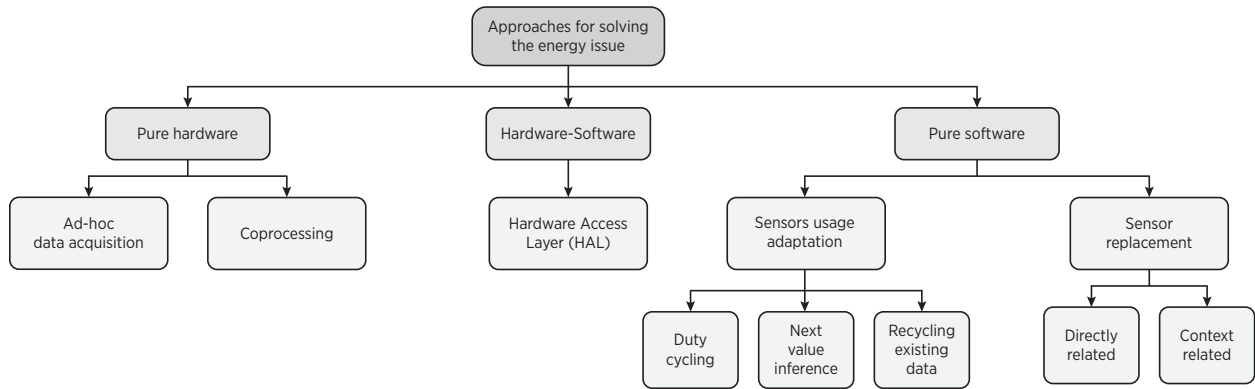 Approaches for solving
the energy issue
Pure hardware
Hardware-Software
Pure software
Ad-hoc
data acquisition
Coprocessing
Hardware Access
Layer (HAL)
Sensors usage
adaptation
Sensor
replacement
Duty
cycling
Next
value
inference
Recycling
existing
data
Directly
related
Context
related